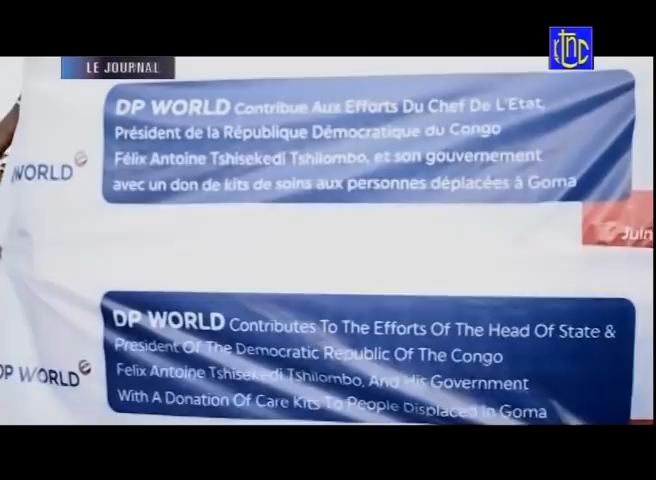 RTNC
LE JOURNAL
DP WORLD Contribue Aux Efforts Du Chef De L'Etat,
Président de la République Démocratique du Congo
Félix Antoine Tshisekedi Tshilombo, et son gouvernement
avec un don de kits de soins aux personnes déplacées à Goma
WORLD
Juin
DP WORLD Contributes To The Efforts Of The Head Of State &
President Of The Democratic Republic Of The Congo
Felix Antoine Tshisekedi Tshilombo, And His Government
With A Donation Of Care Kits To People Displaced In Goma
DP WORLD